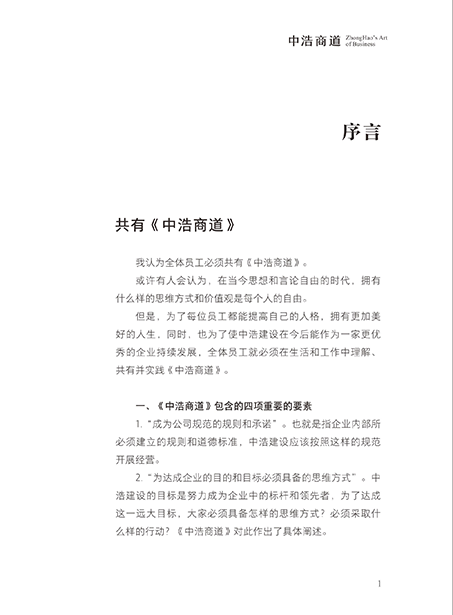 中浩商道 ZhongHao's Art
of Business
序言
共有《中浩商道》
我认为全体员工必须共有《中浩商道》。
或许有人会认为，在当今思想和言论自由的时代，拥有
什么样的思维方式和价值观是每个人的自由。
但是，为了每位员工都能提高自己的人格，拥有更加美
好的人生，同时，也为了使中浩建设在今后能作为一家更优
秀的企业持续发展，全体员工就必须在生活和工作中理解、
共有并实践《中浩商道》。
一、《中浩商道》包含的四项重要的要素
1. “成为公司规范的规则和承诺”。也就是指企业内部所
必须建立的规则和道德标准，中浩建设应该按照这样的规范
开展经营。
2. “为达成企业的目的和目标必须具备的思维方式”。中
浩建设的目标是努力成为企业中的标杆和领先者，为了达成
这一远大目标，大家必须具备怎样的思维方式？必须采取什
么样的行动？《中浩商道》对此作出了具体阐述。
1